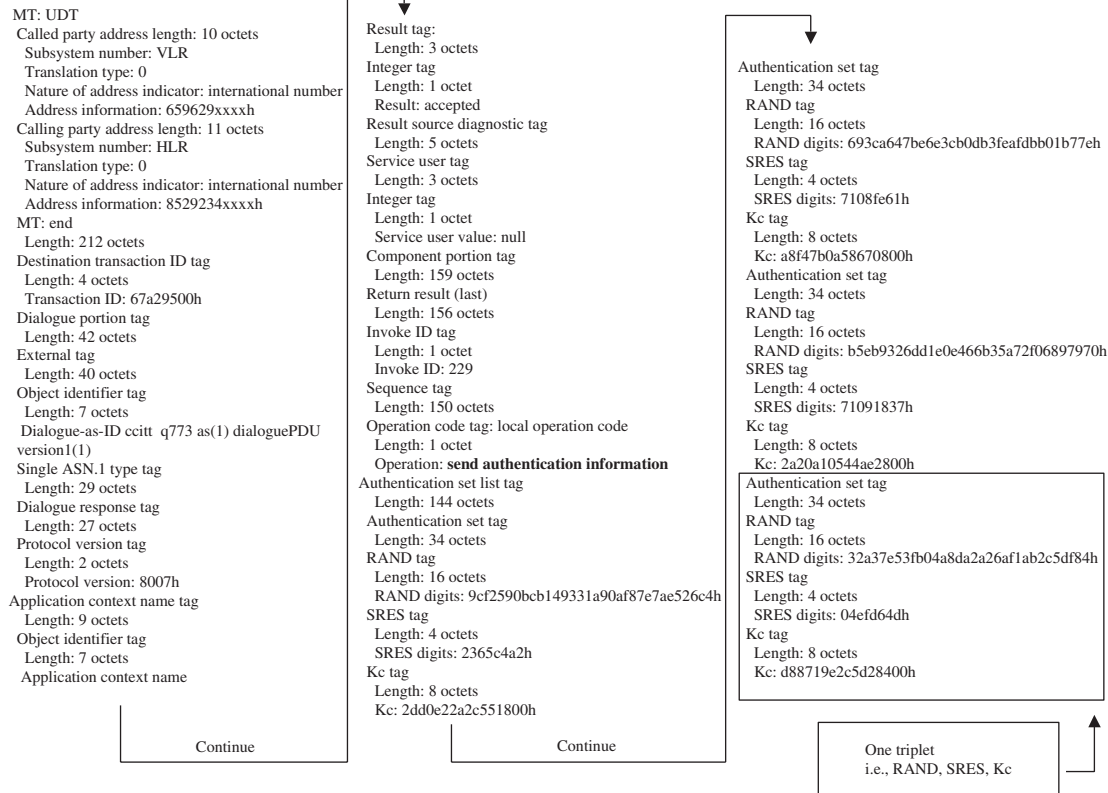 MT: UDT
Called party address length: 10 octets
Subsystem number: VLR
Translation type: 0
Nature of address indicator: international number
Address information: 659629xxxxh
Calling party address length: 11 octets
Subsystem number: HLR
Translation type: 0
Nature of address indicator: international number
Address information: 8529234xxxxh
MT: end
Length: 212 octets
Destination transaction ID tag
Length: 4 octets
Transaction ID: 67a29500h
Dialogue portion tag
Length: 42 octets
External tag
Length: 40 octets
Object identifier tag
Length: 7 octets
Dialogue-as-ID ccitt q773 as(1) dialoguePDU
version1(1)
Single ASN.1 type tag
Length: 29 octets
Dialogue response tag
Length: 27 octets
Protocol version tag
Length: 2 octets
Protocol version: 8007h
Application context name tag
Length: 9 octets
Object identifier tag
Length: 7 octets
Application context name
Continue
Result tag:
Length: 3 octets
Integer tag
Length: 1 octet
Result: accepted
Result source diagnostic tag
Length: 5 octets
Service user tag
Length: 3 octets
Integer tag
Length: 1 octet
Service user value: null
Component portion tag
Length: 159 octets
Return result (last)
Length: 156 octets
Invoke ID tag
Length: 1 octet
Invoke ID: 229
Sequence tag
Length: 150 octets
Operation code tag: local operation code
Length: 1 octet
Operation: send authentication information
Authentication set list tag
Length: 144 octets
Authentication set tag
Length: 34 octets
RAND tag
Length: 16 octets
RAND digits: 9cf2590bcb149331a90af87e7ae526c4h
SRES tag
Length: 4 octets
SRES digits: 2365c4a2h
Kc tag
Length: 8 octets
Kc: 2dd0e22a2c551800h
Continue
Authentication set tag
Length: 34 octets
RAND tag
Length: 16 octets
RAND digits: 693ca647be6e3cb0db3feafdbb01b77eh
SRES tag
Length: 4 octets
SRES digits: 7108fe61h
Kc tag
Length: 8 octets
Kc: a8f47b0a58670800h
Authentication set tag
Length: 34 octets
RAND tag
Length: 16 octets
RAND digits: b5eb9326dd1e0e466b35a72f06897970h
SRES tag
Length: 4 octets
SRES digits: 71091837h
Kc tag
Length: 8 octets
Kc: 2a20a10544ae2800h
Authentication set tag
Length: 34 octets
RAND tag
Length: 16 octets
RAND digits: 32a37e53fb04a8da2a26af1ab2c5df84h
SRES tag
Length: 4 octets
SRES digits: 04efd64dh
Kc tag
Length: 8 octets
Kc: d88719e2c5d28400h
One triplet
i.e., RAND, SRES, Kc